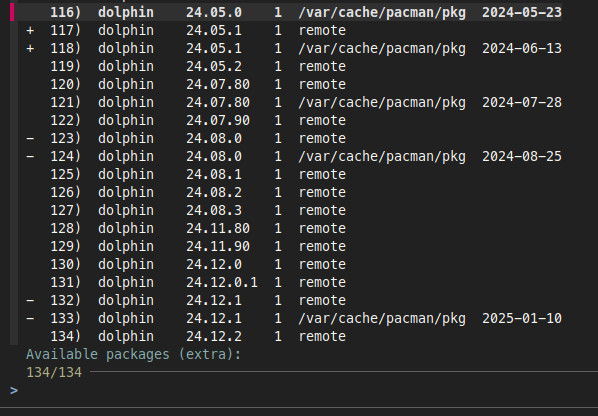 116) dolphin 24.05.0 1 /var/cache/pacman/pkg 2024-05-23
+ 117) dolphin 24.05.1 1 remote
+ 118) dolphin 24.05.1 1 /var/cache/pacman/pkg 2024-06-13
119) dolphin 24.05.2 1 remote
120) dolphin 24.07.80 1 remote
121) dolphin 24.07.80 1 /var/cache/pacman/pkg 2024-07-28
122) dolphin 24.07.90 1 remote
− 123) dolphin 24.08.0 1 remote
− 124) dolphin 24.08.0 1 /var/cache/pacman/pkg 2024-08-25
125) dolphin 24.08.1 1 remote
126) dolphin 24.08.2 1 remote
127) dolphin 24.08.3 1 remote
128) dolphin 24.11.80 1 remote
129) dolphin 24.11.90 1 remote
130) dolphin 24.12.0 1 remote
131) dolphin 24.12.0.1 1 remote
− 132) dolphin 24.12.1 1 remote
− 133) dolphin 24.12.1 1 /var/cache/pacman/pkg 2025-01-10
134) dolphin 24.12.2 1 remote
Available packages (extra):
134/134
>